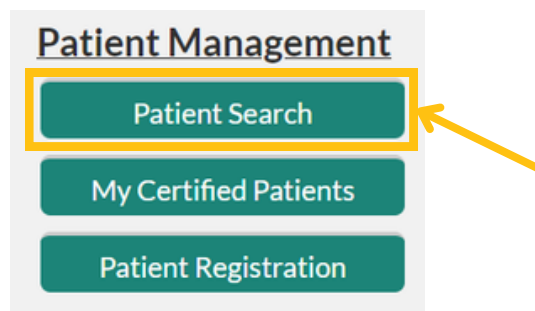 Patient Management
Patient Search
My Certified Patients
Patient Registration